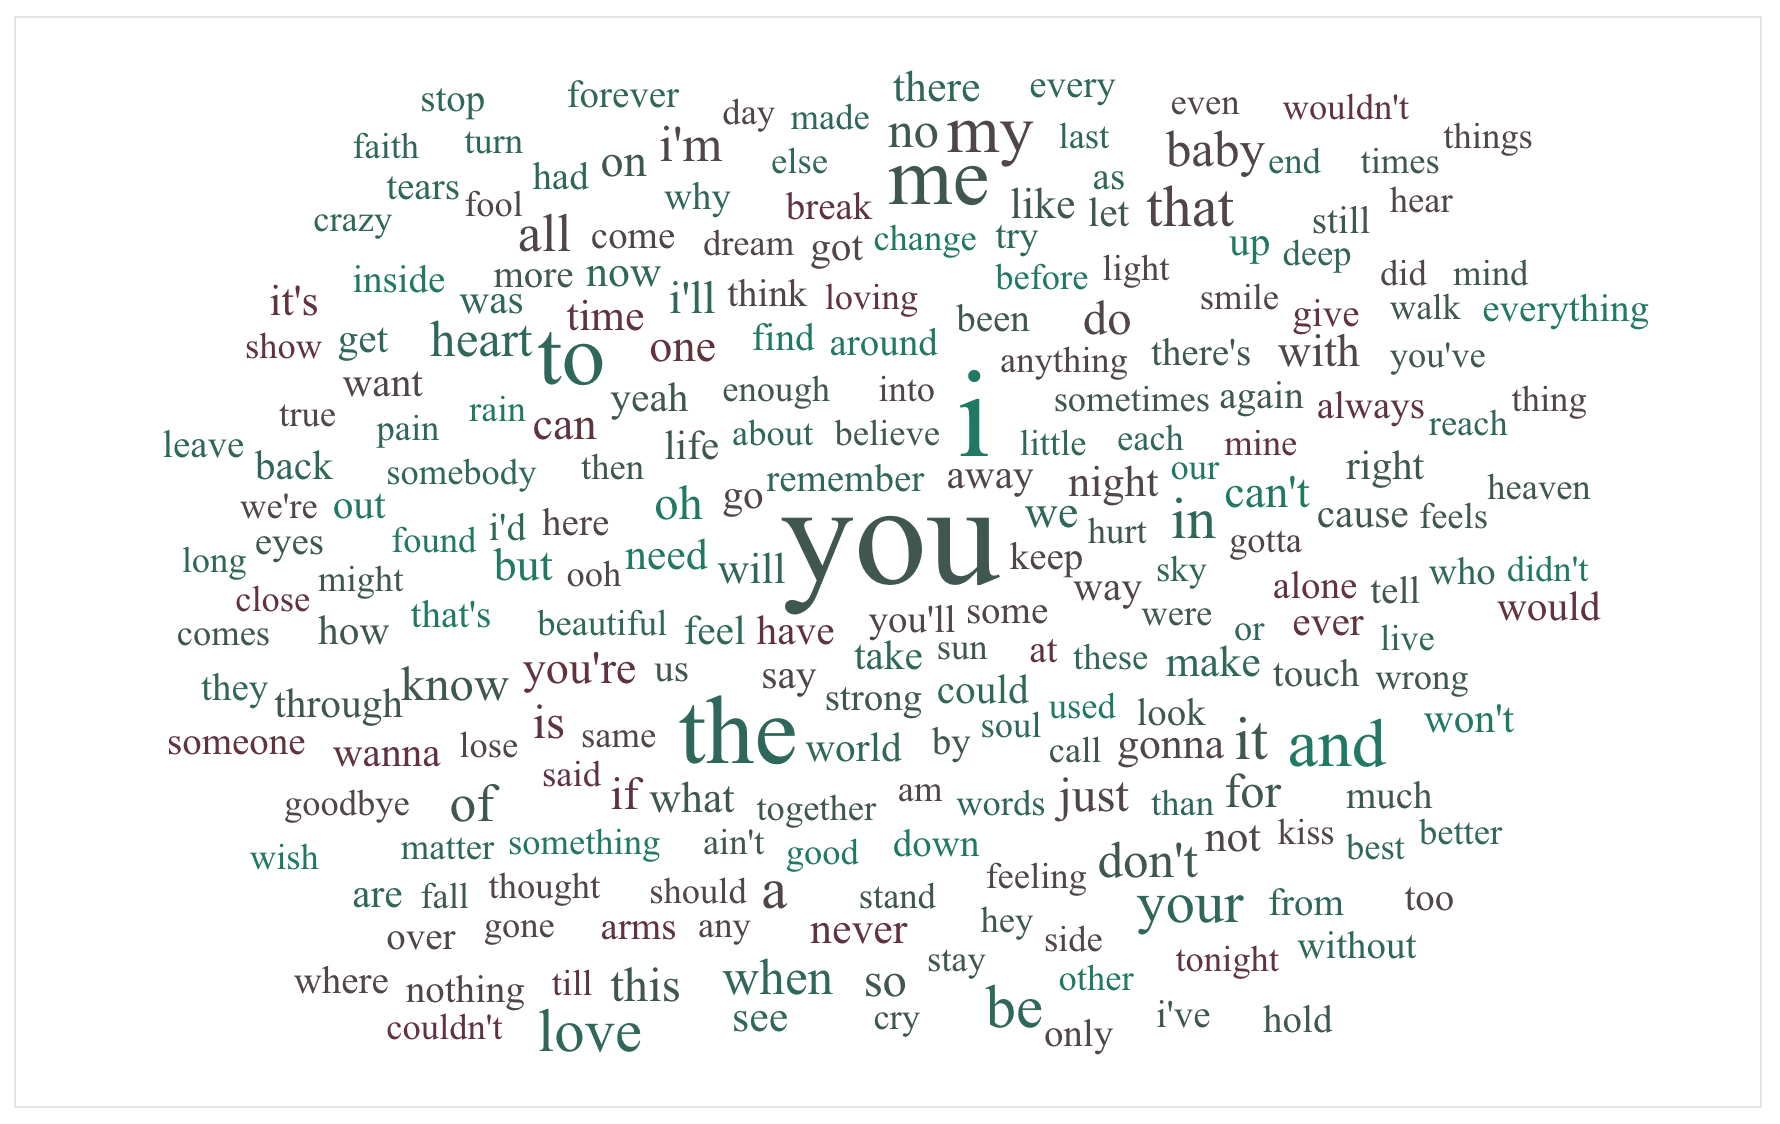 stop forever day made there every even wouldn't
faith turn i'm no my last baby things
tears had on else me as end times
crazy fool why break like let that still hear
all come dream got change try up deep
inside more now i'll think loving before light did mind
it's was time smile give walk everything
show get heart to one find around been do with you've
want yeah enough into anything there's
true rain can i sometimes again always thing
leave pain life about believe little each mine reach
back somebody then remember away night our right heaven
we're out oh go you we in can't cause feels
long eyes found i'd here need will keep hurt gotta
might but ooh way sky alone tell who didn't
close that's beautiful feel have you'll some were ever would
comes how us take sun at these or live
they through know you're say strong could make touch wrong
someone wanna lose is same the world by soul used look gonna it and won't
said call
goodbye of if what together am words just than for much
wish matter something ain't good down don't not kiss best better
are fall thought should a stand feeling your from too
over gone arms any never hey side without
where nothing till this when so stay other tonight
couldn't love see cry be only i've hold